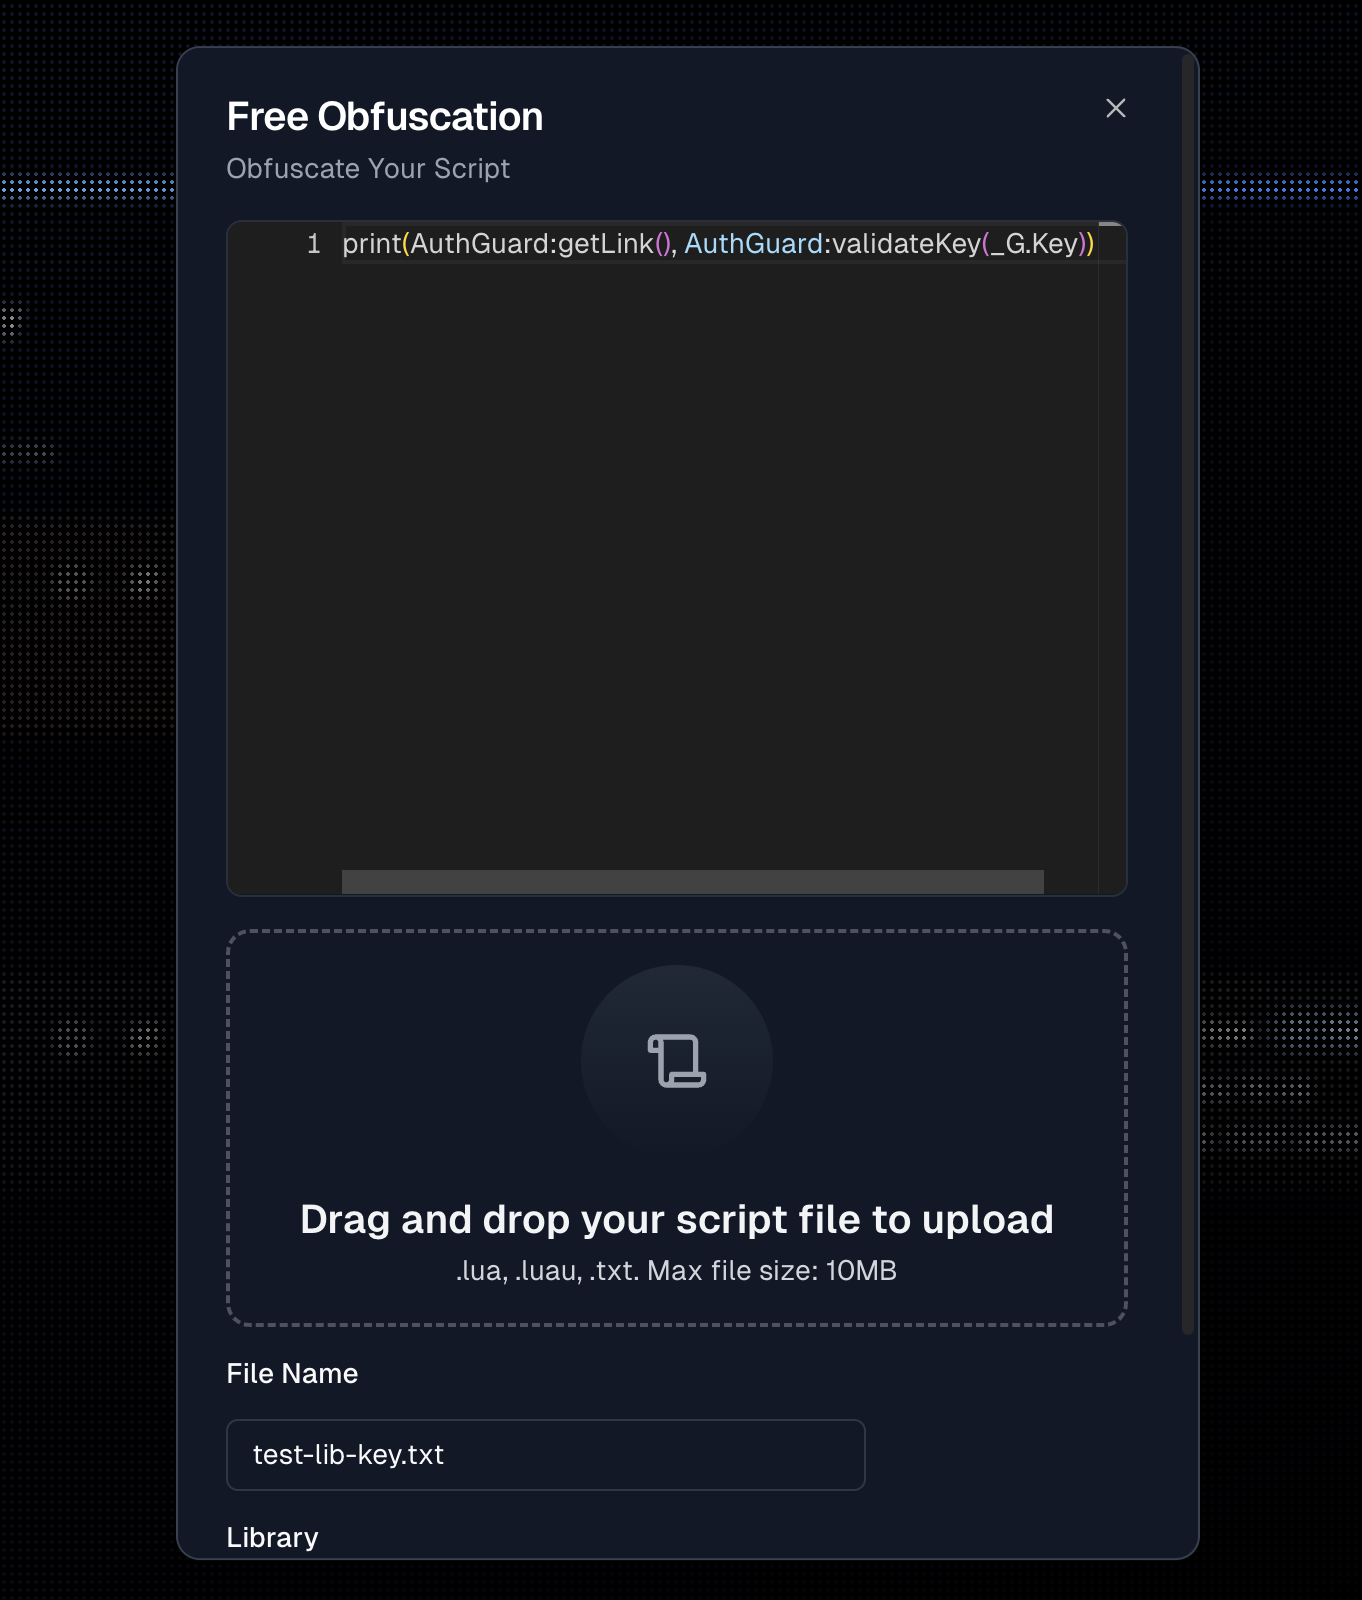 Free Obfuscation
Obfuscate Your Script
1 print(AuthGuard:getLink(), AuthGuard:validateKey(_G.Key))
Drag and drop your script file to upload
.lua, .luau, .txt. Max file size: 10MB
File Name
test-lib-key.txt
Library